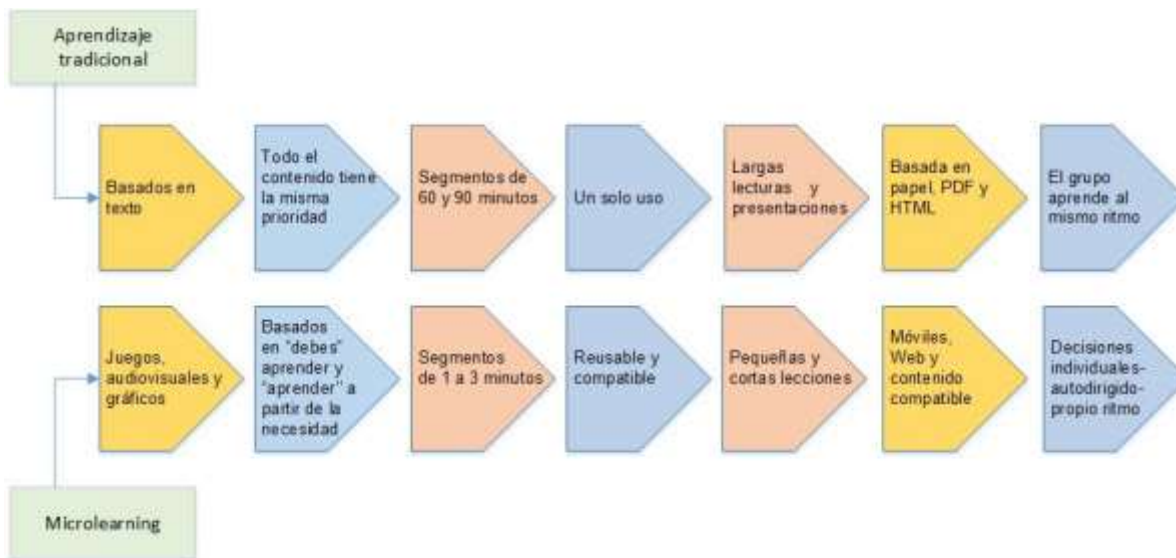 Aprendizaje
tradicional
Basados en
texto
Todo el
contenido tiene
la misma
prioridad
Segmentos de
60 y 90 minutos
Un solo uso
Largas
lecturas y
presentaciones
Basada en
papel, PDF y
HTML
El grupo
aprende al
mismo ritmo
Juegos,
audiovisuales y
gráficos
Basados
en "debes"
aprender y
"aprender" a
partir de la
necesidad
Segmentos
de 1 a 3 minutos
Reusable y
compatible
Pequeñas y
cortas lecciones
Móviles,
Web y
contenido
compatible
Decisiones
individuales-
autodirigido-
propio ritmo
Microlearning